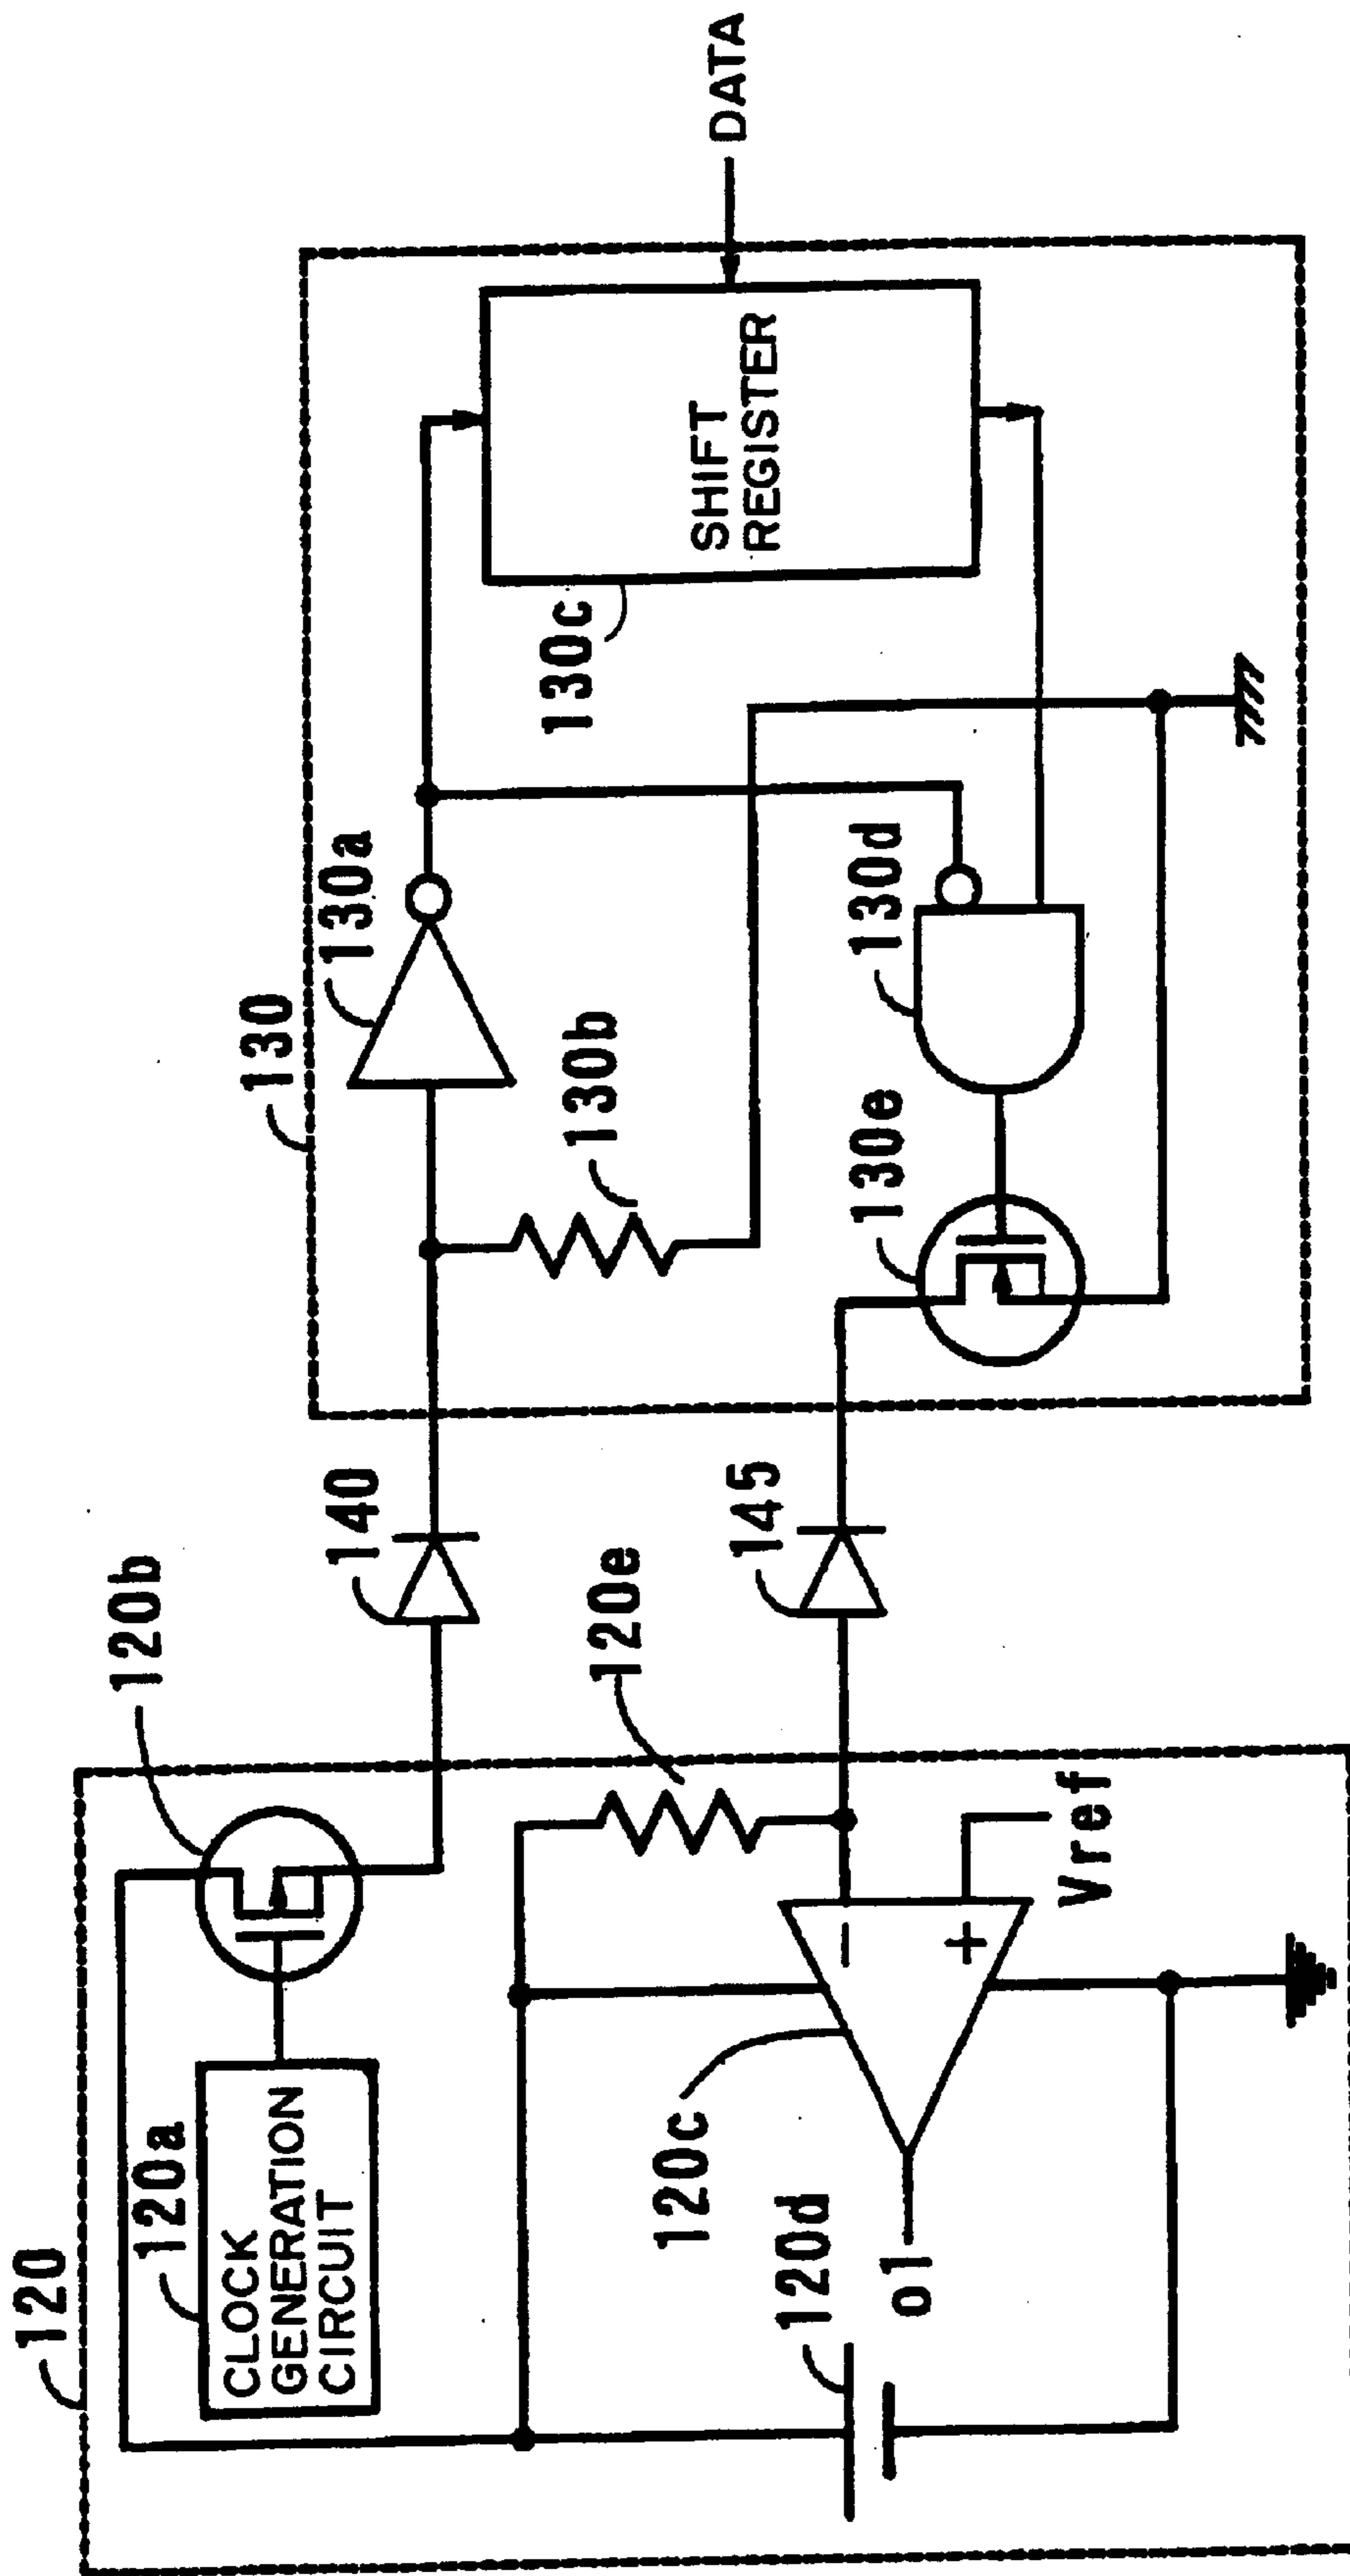 120
120a
CLOCK
GENERATION
CIRCUIT
120b
120c
120d
120e
o1
−
+
Vref
140
145
130
130a
130b
130c
SHIFT
REGISTER
130d
130e
DATA